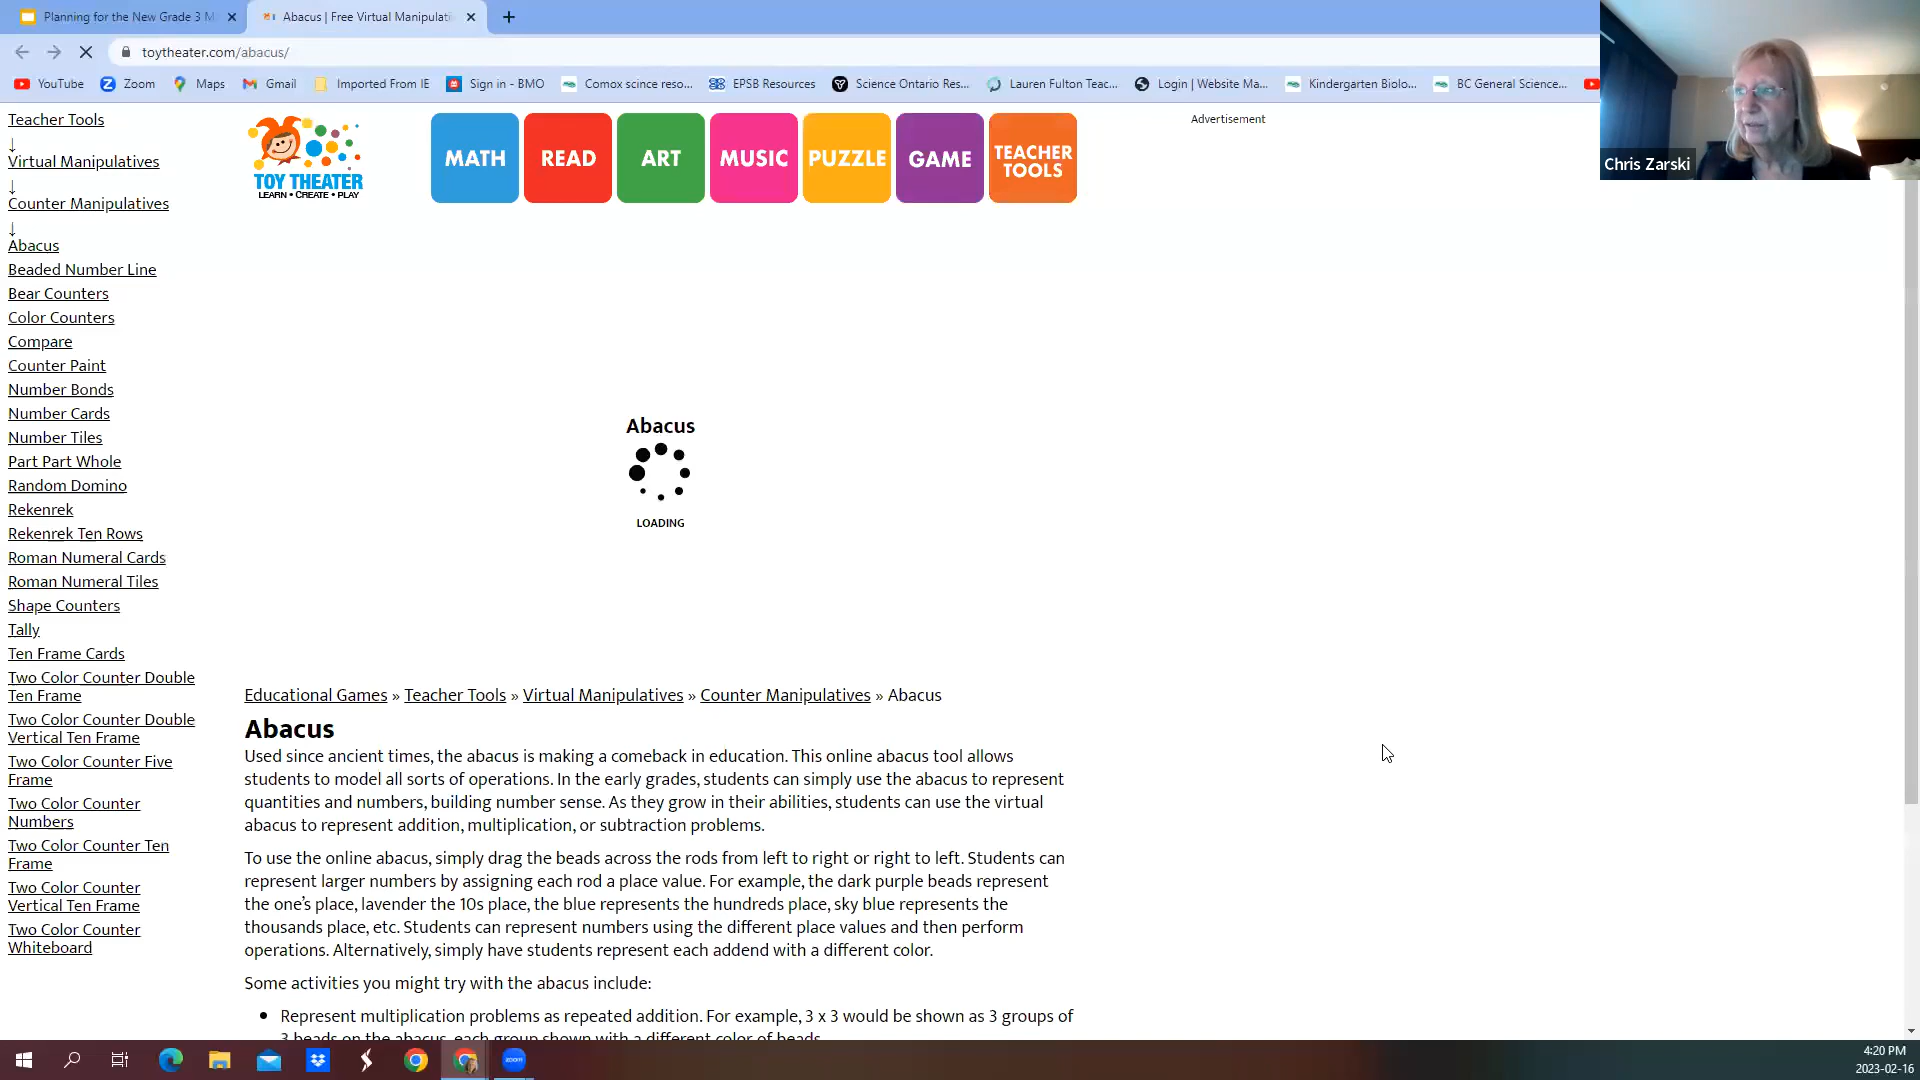 Planning for the New Grade 3 M
Abacus | Free Virtual Manipulati
toytheater.com/abacus/
YouTube
Zoom
Maps
Gmail
Imported From IE
Sign in - BMO
Comox scince reso...
EPSB Resources
Science Ontario Res...
Lauren Fulton Teac...
Login | Website Ma...
Kindergarten Biolo...
BC General Science...
Chris Zarski
Teacher Tools
↓
Virtual Manipulatives
↓
Counter Manipulatives
↓
Abacus
Beaded Number Line
Bear Counters
Color Counters
Compare
Counter Paint
Number Bonds
Number Cards
Number Tiles
Part Part Whole
Random Domino
Rekenrek
Rekenrek Ten Rows
Roman Numeral Cards
Roman Numeral Tiles
Shape Counters
Tally
Ten Frame Cards
Two Color Counter Double
Ten Frame
Two Color Counter Double
Vertical Ten Frame
Two Color Counter Five
Frame
Two Color Counter
Numbers
Two Color Counter Ten
Frame
Two Color Counter
Vertical Ten Frame
Two Color Counter
Whiteboard
TOY THEATER
LEARN • CREATE • PLAY
MATH
READ
ART
MUSIC
PUZZLE
GAME
TEACHER
TOOLS
Advertisement
Abacus
LOADING
Educational Games » Teacher Tools » Virtual Manipulatives » Counter Manipulatives » Abacus
Abacus
Used since ancient times, the abacus is making a comeback in education. This online abacus tool allows
students to model all sorts of operations. In the early grades, students can simply use the abacus to represent
quantities and numbers, building number sense. As they grow in their abilities, students can use the virtual
abacus to represent addition, multiplication, or subtraction problems.
To use the online abacus, simply drag the beads across the rods from left to right or right to left. Students can
represent larger numbers by assigning each rod a place value. For example, the dark purple beads represent
the one’s place, lavender the 10s place, the blue represents the hundreds place, sky blue represents the
thousands place, etc. Students can represent numbers using the different place values and then perform
operations. Alternatively, simply have students represent each addend with a different color.
Some activities you might try with the abacus include:
• Represent multiplication problems as repeated addition. For example, 3 x 3 would be shown as 3 groups of
3 beads on the abacus, each group shown with a different color of beads.
zoom
4:20 PM
2023-02-16